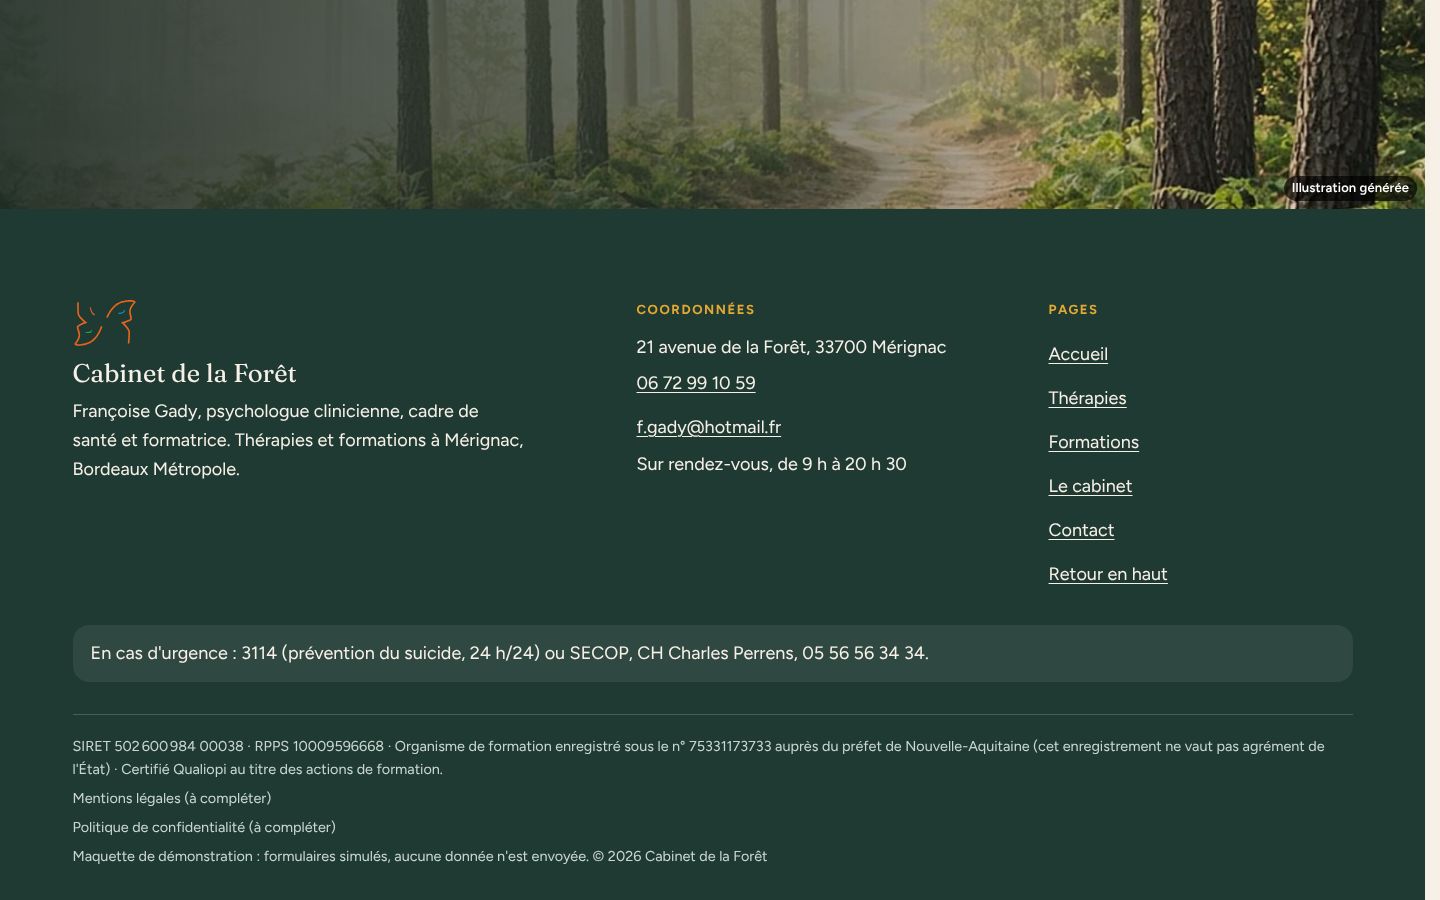 Illustration générée
Cabinet de la Forêt
Françoise Gady, psychologue clinicienne, cadre de
santé et formatrice. Thérapies et formations à Mérignac,
Bordeaux Métropole.
COORDONNÉES
21 avenue de la Forêt, 33700 Mérignac
06 72 99 10 59
f.gady@hotmail.fr
Sur rendez-vous, de 9 h à 20 h 30
PAGES
Accueil
Thérapies
Formations
Le cabinet
Contact
Retour en haut
En cas d'urgence : 3114 (prévention du suicide, 24 h/24) ou SECOP, CH Charles Perrens, 05 56 56 34 34.
SIRET 502 600 984 00038 · RPPS 10009596668 · Organisme de formation enregistré sous le n° 75331173733 auprès du préfet de Nouvelle-Aquitaine (cet enregistrement ne vaut pas agrément de
l'État) · Certifié Qualiopi au titre des actions de formation.
Mentions légales (à compléter)
Politique de confidentialité (à compléter)
Maquette de démonstration : formulaires simulés, aucune donnée n'est envoyée. © 2026 Cabinet de la Forêt